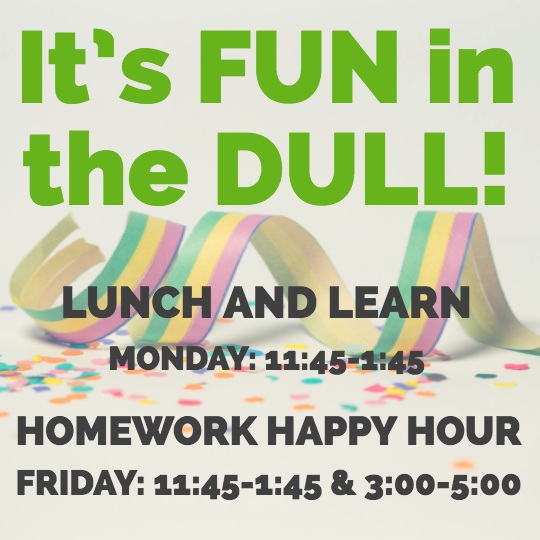 It's FUN in
the DULL!
LUNCH AND LEARN
MONDAY: 11:45-1:45
HOMEWORK HAPPY HOUR
FRIDAY: 11:45-1:45 & 3:00-5:00